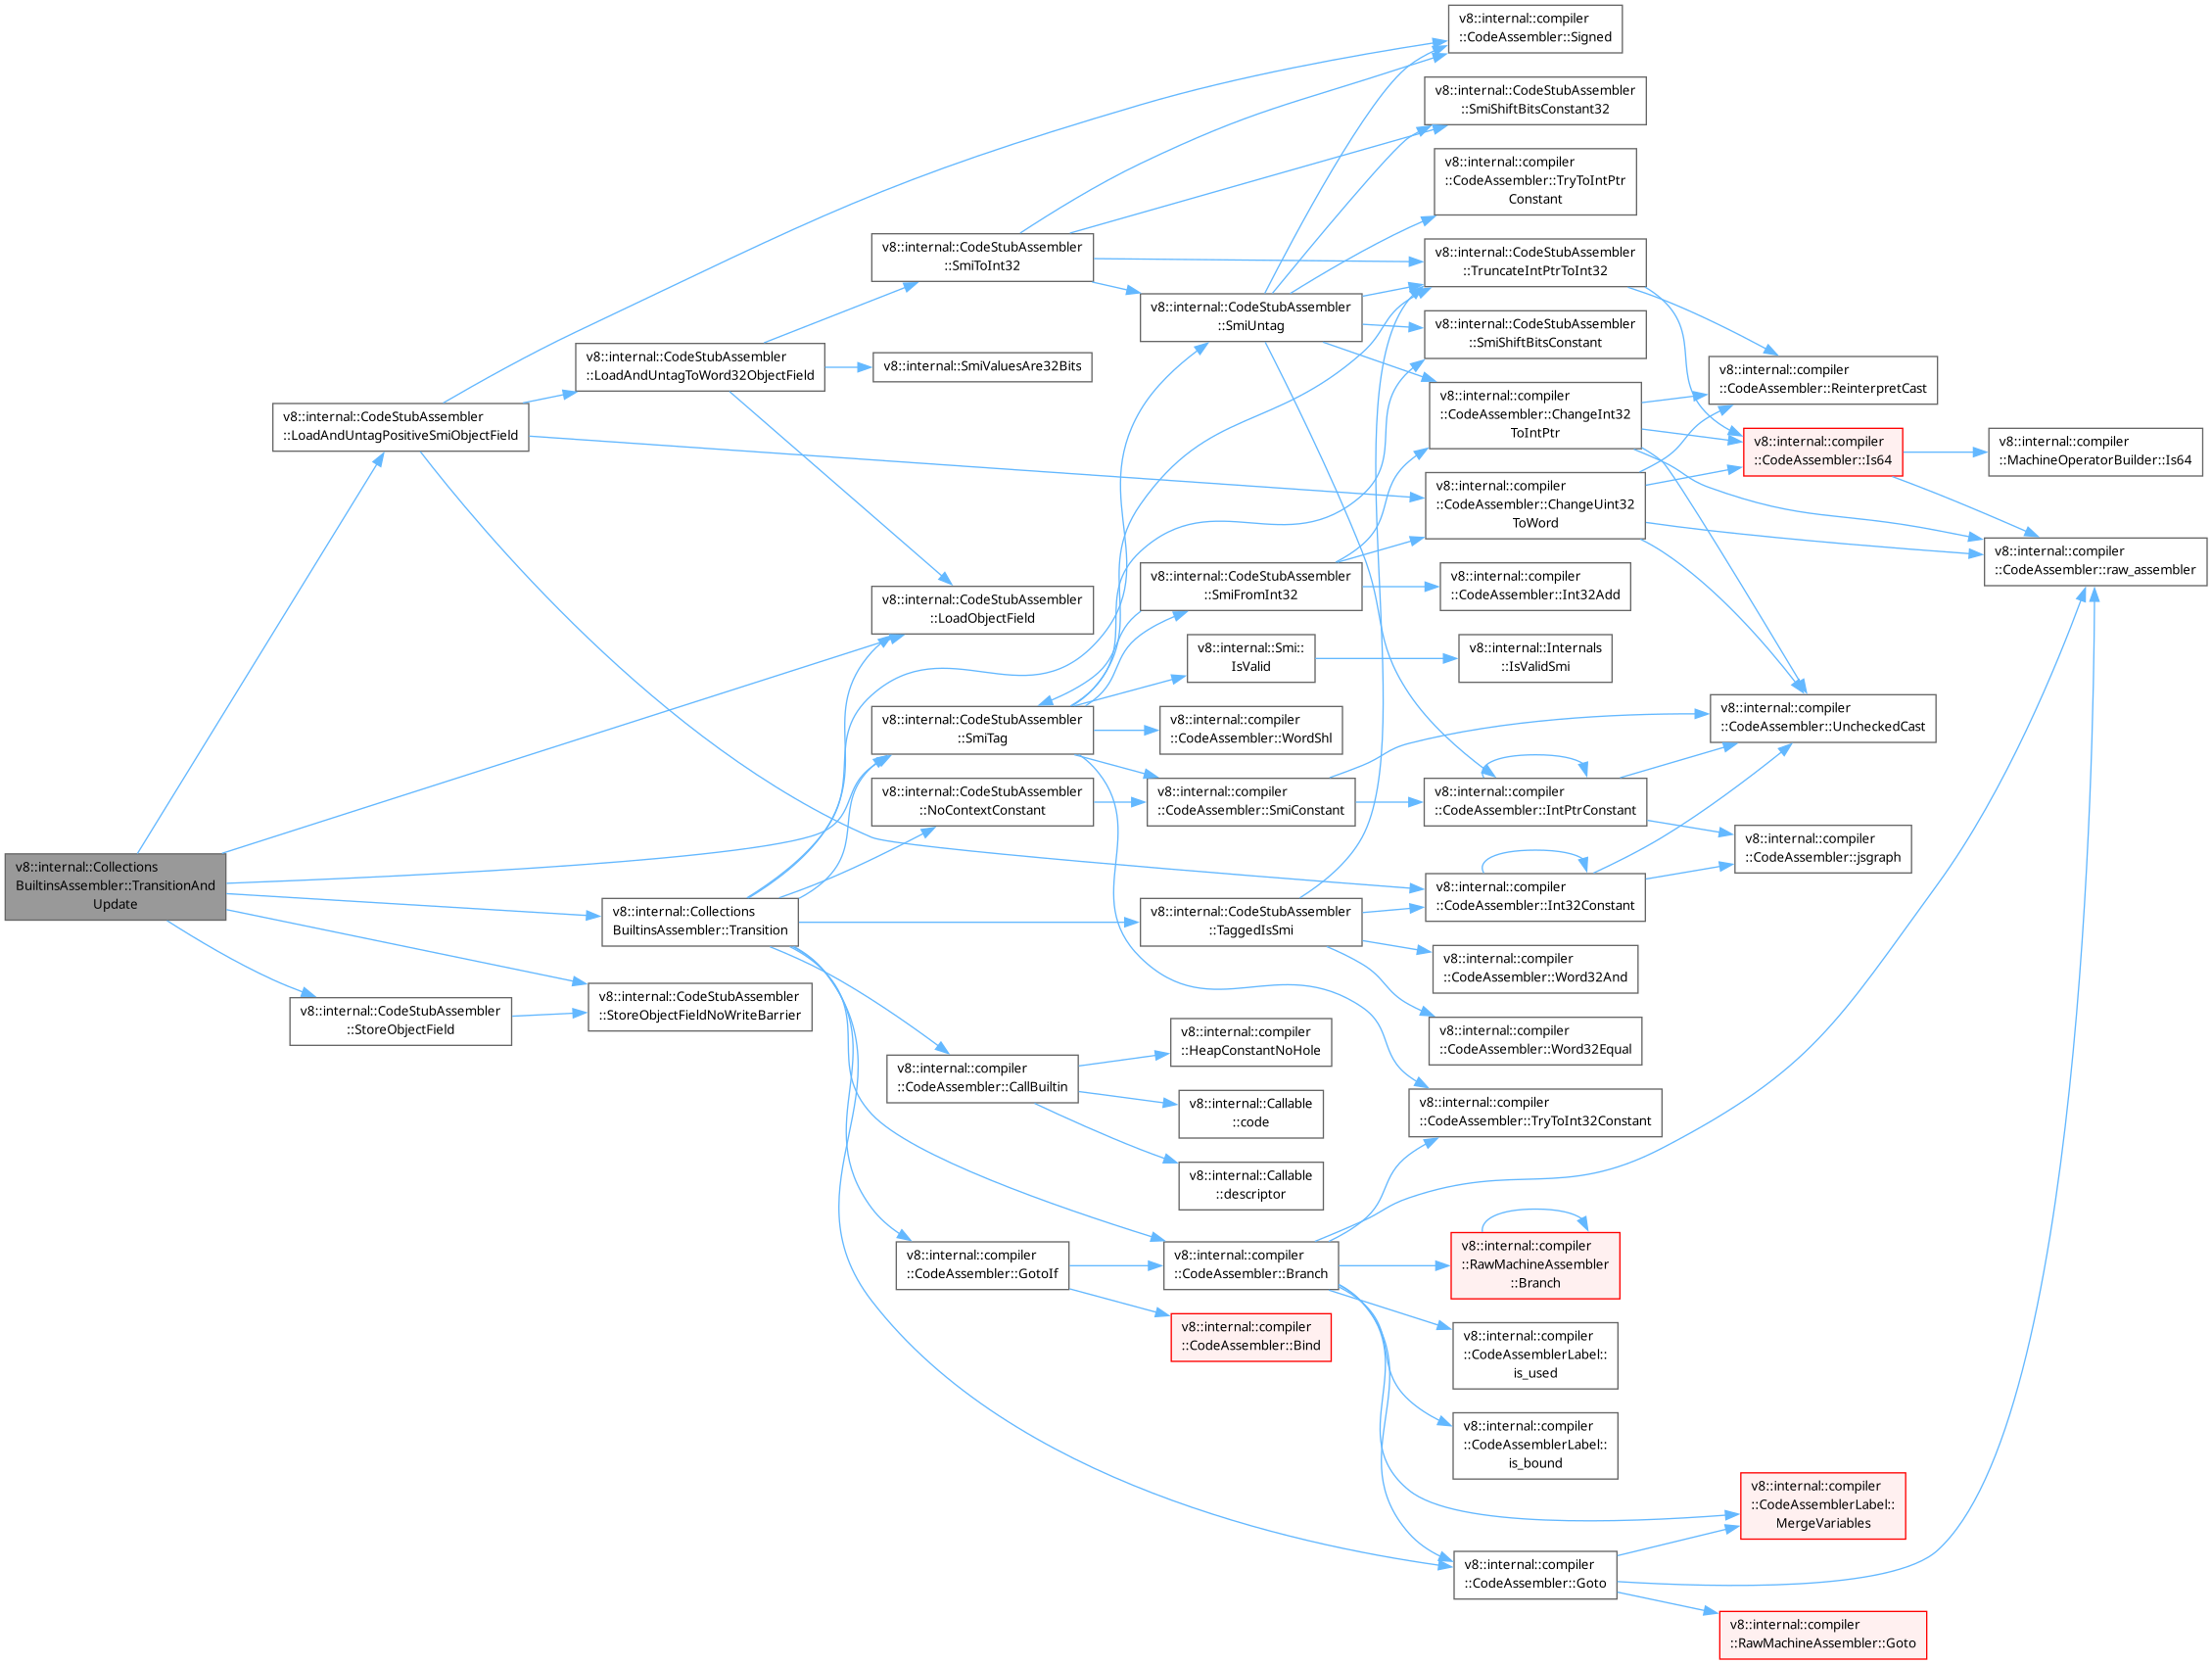 v8::internal::compiler
::CodeAssembler::Signed
v8::internal::CodeStubAssembler
::SmiShiftBitsConstant32
v8::internal::compiler
::CodeAssembler::TryToIntPtr
Constant
v8::internal::CodeStubAssembler
::SmiToInt32
v8::internal::CodeStubAssembler
::TruncateIntPtrToInt32
v8::internal::CodeStubAssembler
::SmiUntag
v8::internal::CodeStubAssembler
::SmiShiftBitsConstant
v8::internal::CodeStubAssembler
::LoadAndUntagToWord32ObjectField
v8::internal::SmiValuesAre32Bits
v8::internal::compiler
::CodeAssembler::ReinterpretCast
v8::internal::compiler
::CodeAssembler::ChangeInt32
ToIntPtr
v8::internal::CodeStubAssembler
::LoadAndUntagPositiveSmiObjectField
v8::internal::compiler
::CodeAssembler::Is64
v8::internal::compiler
::MachineOperatorBuilder::Is64
v8::internal::compiler
::CodeAssembler::ChangeUint32
ToWord
v8::internal::compiler
::CodeAssembler::raw_assembler
v8::internal::CodeStubAssembler
::LoadObjectField
v8::internal::CodeStubAssembler
::SmiFromInt32
v8::internal::compiler
::CodeAssembler::Int32Add
v8::internal::Smi::
IsValid
v8::internal::Internals
::IsValidSmi
v8::internal::CodeStubAssembler
::SmiTag
v8::internal::compiler
::CodeAssembler::WordShl
v8::internal::compiler
::CodeAssembler::UncheckedCast
v8::internal::CodeStubAssembler
::NoContextConstant
v8::internal::compiler
::CodeAssembler::SmiConstant
v8::internal::compiler
::CodeAssembler::IntPtrConstant
v8::internal::compiler
::CodeAssembler::jsgraph
v8::internal::Collections
BuiltinsAssembler::TransitionAnd
Update
v8::internal::compiler
::CodeAssembler::Int32Constant
v8::internal::Collections
BuiltinsAssembler::Transition
v8::internal::CodeStubAssembler
::TaggedIsSmi
v8::internal::compiler
::CodeAssembler::Word32And
v8::internal::CodeStubAssembler
::StoreObjectField
v8::internal::CodeStubAssembler
::StoreObjectFieldNoWriteBarrier
v8::internal::compiler
::CodeAssembler::Word32Equal
v8::internal::compiler
::HeapConstantNoHole
v8::internal::compiler
::CodeAssembler::CallBuiltin
v8::internal::Callable
::code
v8::internal::compiler
::CodeAssembler::TryToInt32Constant
v8::internal::Callable
::descriptor
v8::internal::compiler
::CodeAssembler::GotoIf
v8::internal::compiler
::CodeAssembler::Branch
v8::internal::compiler
::RawMachineAssembler
::Branch
v8::internal::compiler
::CodeAssembler::Bind
v8::internal::compiler
::CodeAssemblerLabel::
is_used
v8::internal::compiler
::CodeAssemblerLabel::
is_bound
v8::internal::compiler
::CodeAssemblerLabel::
MergeVariables
v8::internal::compiler
::CodeAssembler::Goto
v8::internal::compiler
::RawMachineAssembler::Goto